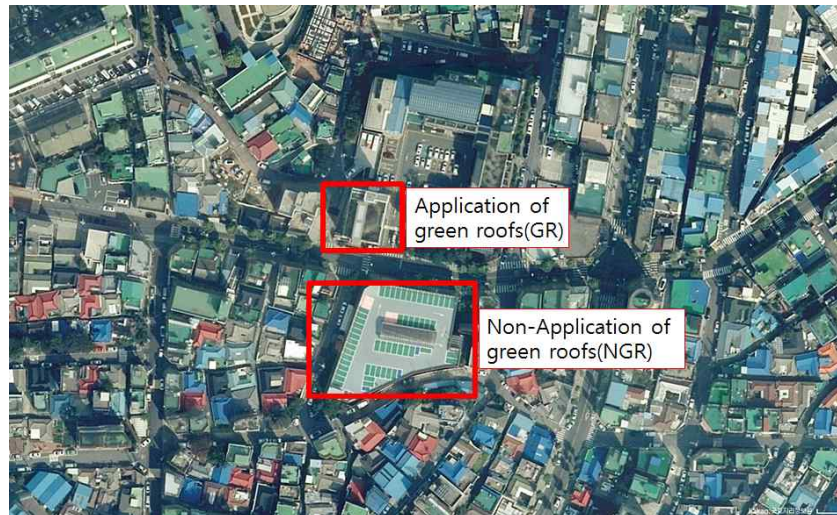 Application of
green roofs(GR)
Non-Application of
green roofs(NGR)